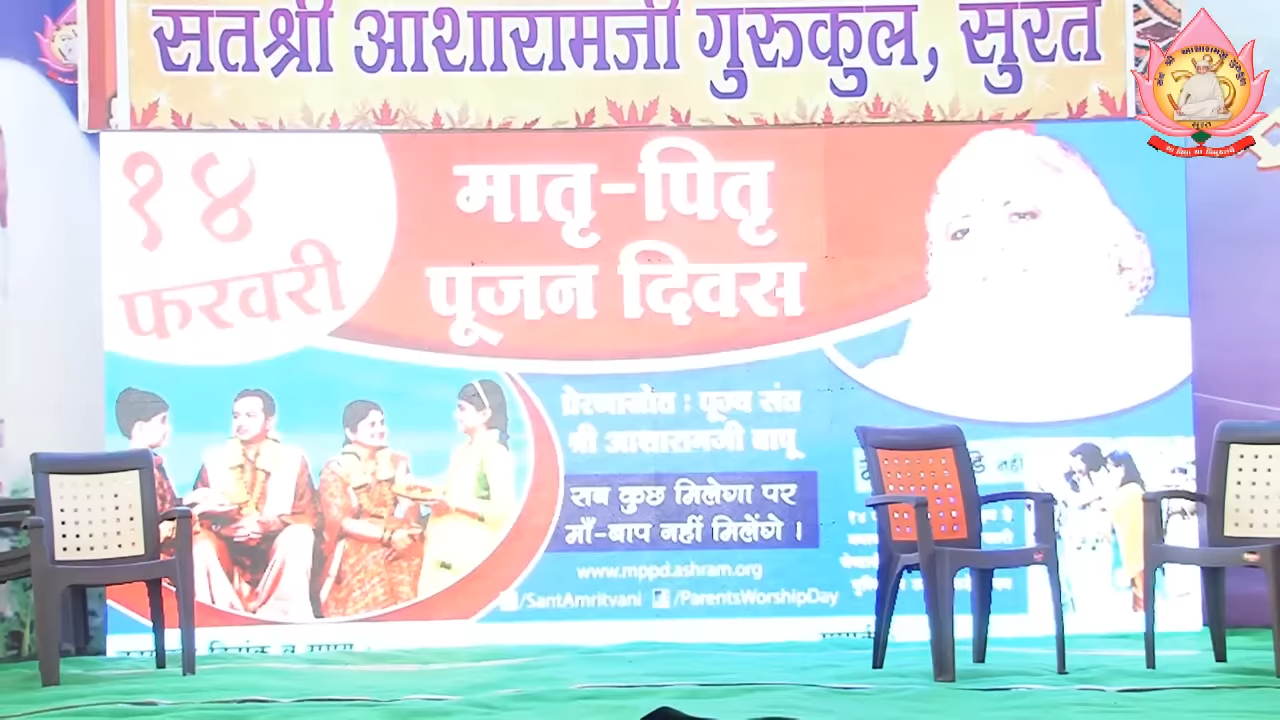 सतश्री आशारामजी गुरुकुल, सुरत
१४
फरवरी
मातृ-पितृ
पूजन दिवस
प्रेरणास्रोत : पूज्य संत
श्री आशारामजी बापू
सब कुछ मिलेगा पर
माँ-बाप नहीं मिलेंगे ।
www.mppd.ashram.org
/SantAmritvani /ParentsWorshipDay
नहीं